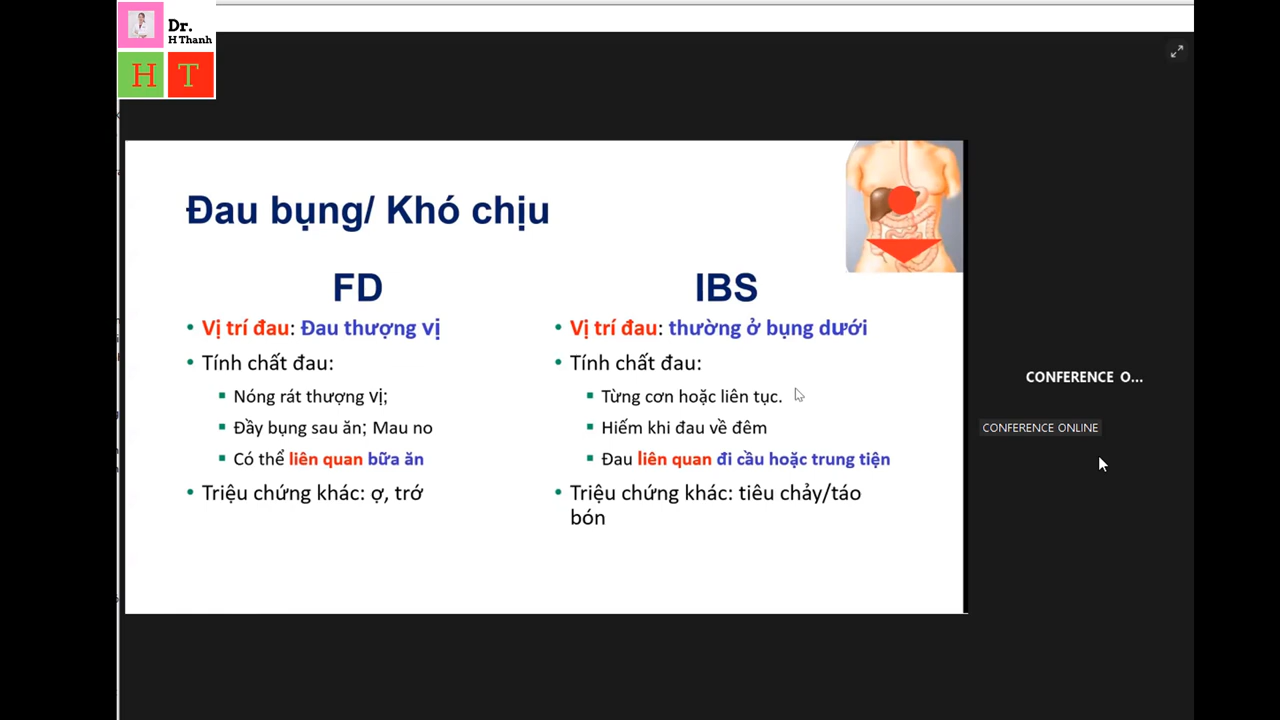 Dr.
H Thanh
H T
Đau bụng/ Khó chịu
FD
• Vị trí đau: Đau thượng vị
• Tính chất đau:
▪ Nóng rát thượng vị;
▪ Đầy bụng sau ăn; Mau no
▪ Có thể liên quan bữa ăn
• Triệu chứng khác: ợ, trớ
IBS
• Vị trí đau: thường ở bụng dưới
• Tính chất đau:
▪ Từng cơn hoặc liên tục.
▪ Hiếm khi đau về đêm
▪ Đau liên quan đi cầu hoặc trung tiện
• Triệu chứng khác: tiêu chảy/táo
bón
CONFERENCE O...
CONFERENCE ONLINE